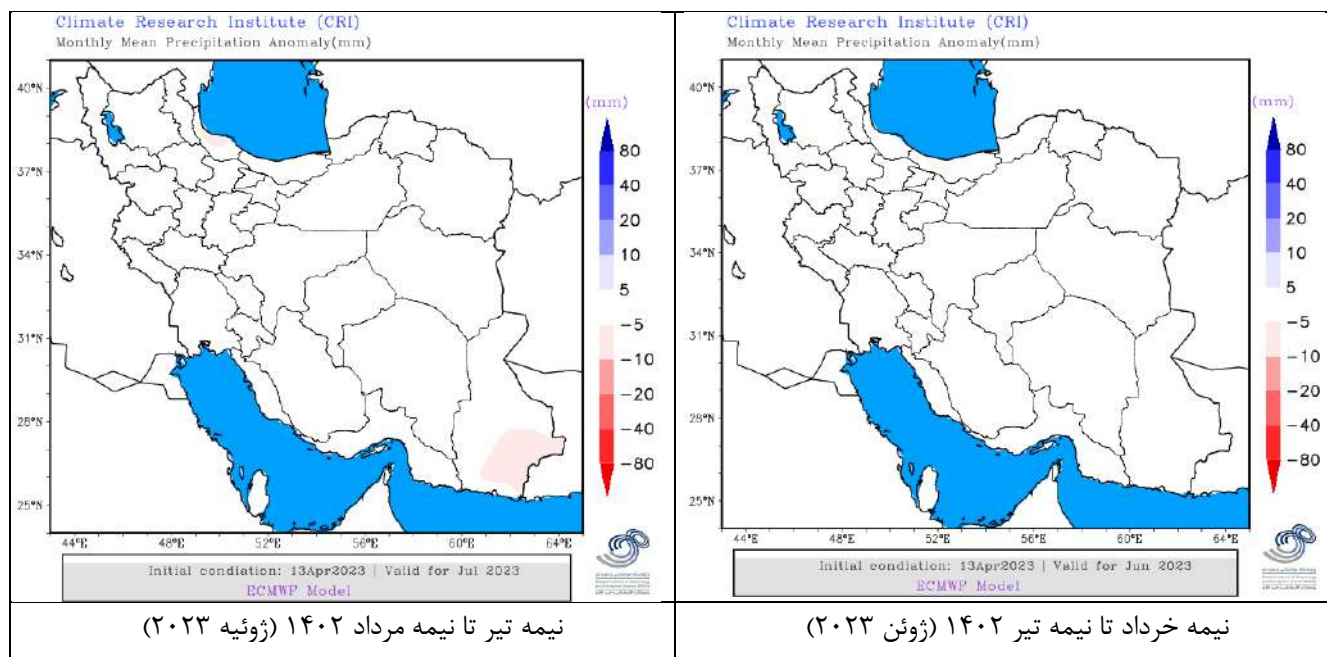 Climate Research Institute (CRI)
Monthly Mean Precipitation Anomaly(mm)
(mm)
40°N
37°N
34°N
31°N
28°N
25°N
80
40
20
10
5
−5
−10
−20
−40
−80
44°E 48°E 52°E 56°E 60°E 64°E
Initial condiation: 13Apr2023 | Valid for Jul 2023
ECMWF Model
نیمه تیر تا نیمه مرداد ۱۴۰۲ (ژوئیه ۲۰۲۳)
Climate Research Institute (CRI)
Monthly Mean Precipitation Anomaly(mm)
(mm)
40°N
37°N
34°N
31°N
28°N
25°N
80
40
20
10
5
−5
−10
−20
−40
−80
44°E 48°E 52°E 56°E 60°E 64°E
Initial condiation: 13Apr2023 | Valid for Jun 2023
ECMWF Model
نیمه خرداد تا نیمه تیر ۱۴۰۲ (ژوئن ۲۰۲۳)